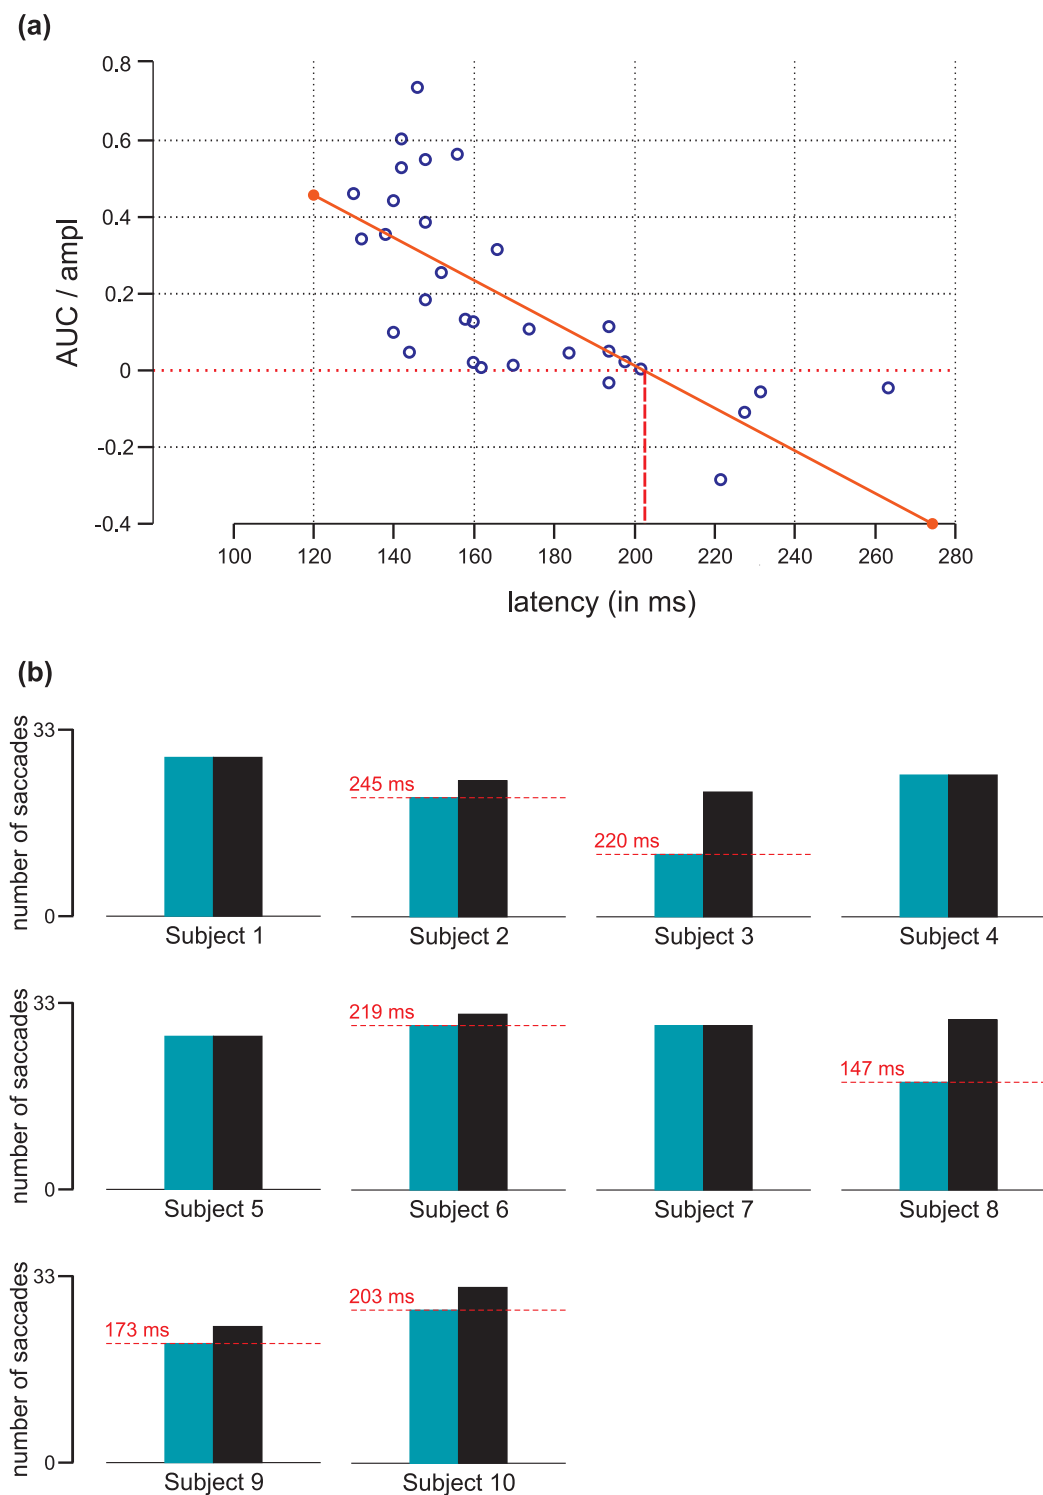 (a)
0.8
0.6
0.4
0.2
0
-0.2
-0.4
AUC / ampl
100 120 140 160 180 200 220 240 260 280
latency (in ms)
(b)
number of saccades
33
0
245 ms
220 ms
Subject 1 Subject 2 Subject 3 Subject 4
number of saccades
33
0
219 ms
147 ms
Subject 5 Subject 6 Subject 7 Subject 8
number of saccades
33
0
173 ms
203 ms
Subject 9 Subject 10